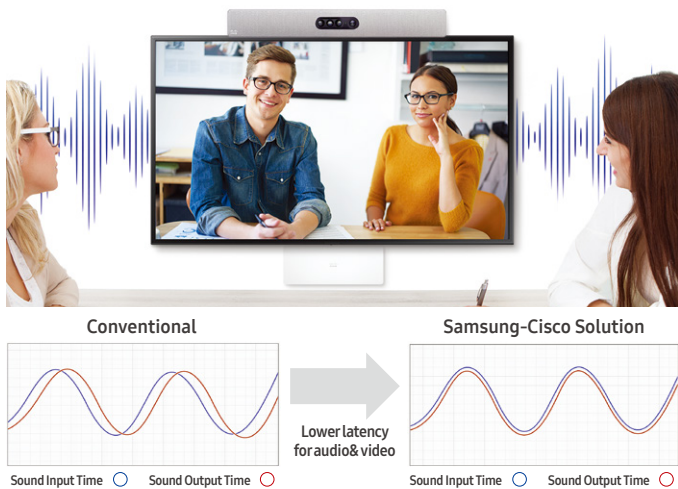 Conventional
Samsung-Cisco Solution
Lower latency
for audio& video
Sound Input Time
Sound Output Time
Sound Input Time
Sound Output Time